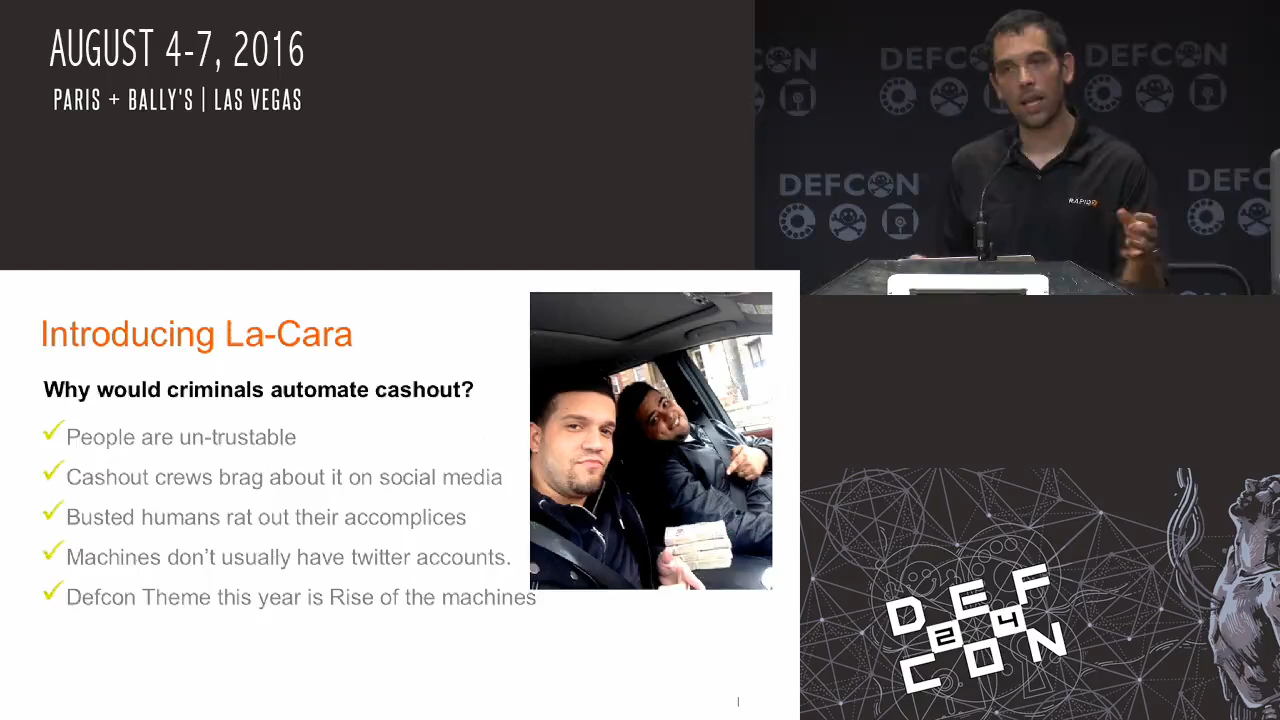 AUGUST 4-7, 2016
PARIS + BALLY'S | LAS VEGAS
DEFCON
DEFCON
DEFCON
RAPID7
Introducing La-Cara
Why would criminals automate cashout?
People are un-trustable
Cashout crews brag about it on social media
Busted humans rat out their accomplices
Machines don't usually have twitter accounts.
Defcon Theme this year is Rise of the machines
DEF
24
CON